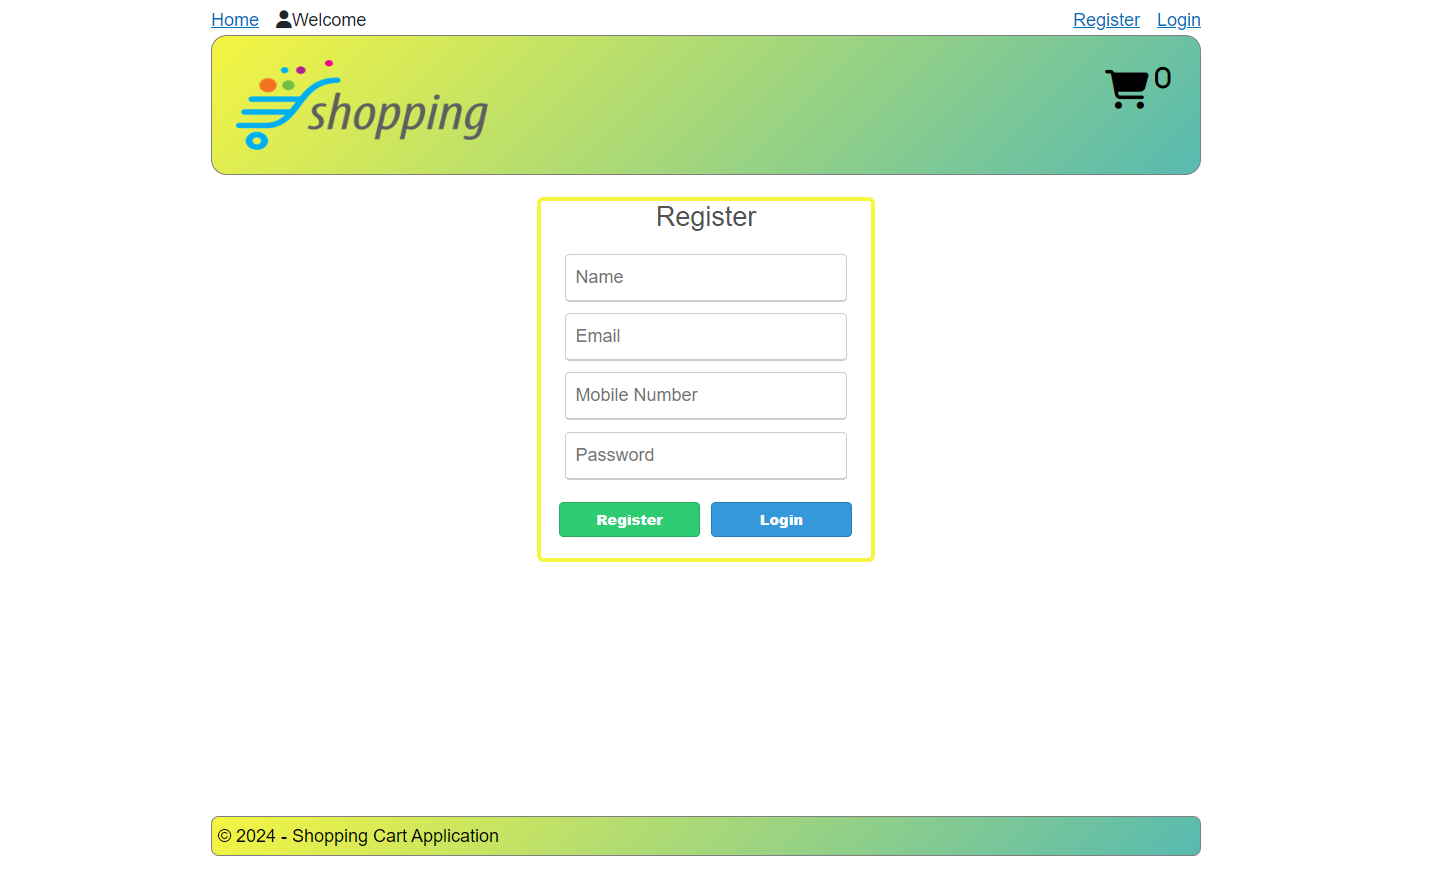 Home Welcome Register Login
shopping
0
Register
Name
Email
Mobile Number
Password
Register Login
© 2024 - Shopping Cart Application